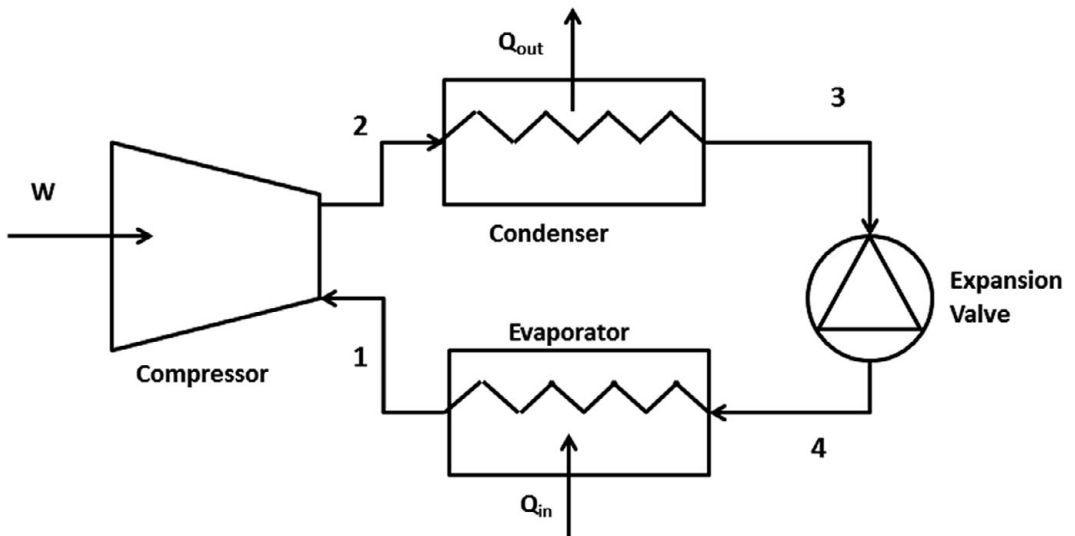 Qout
3
2
W
Condenser
Expansion
Valve
Evaporator
1
Compressor
4
Qin